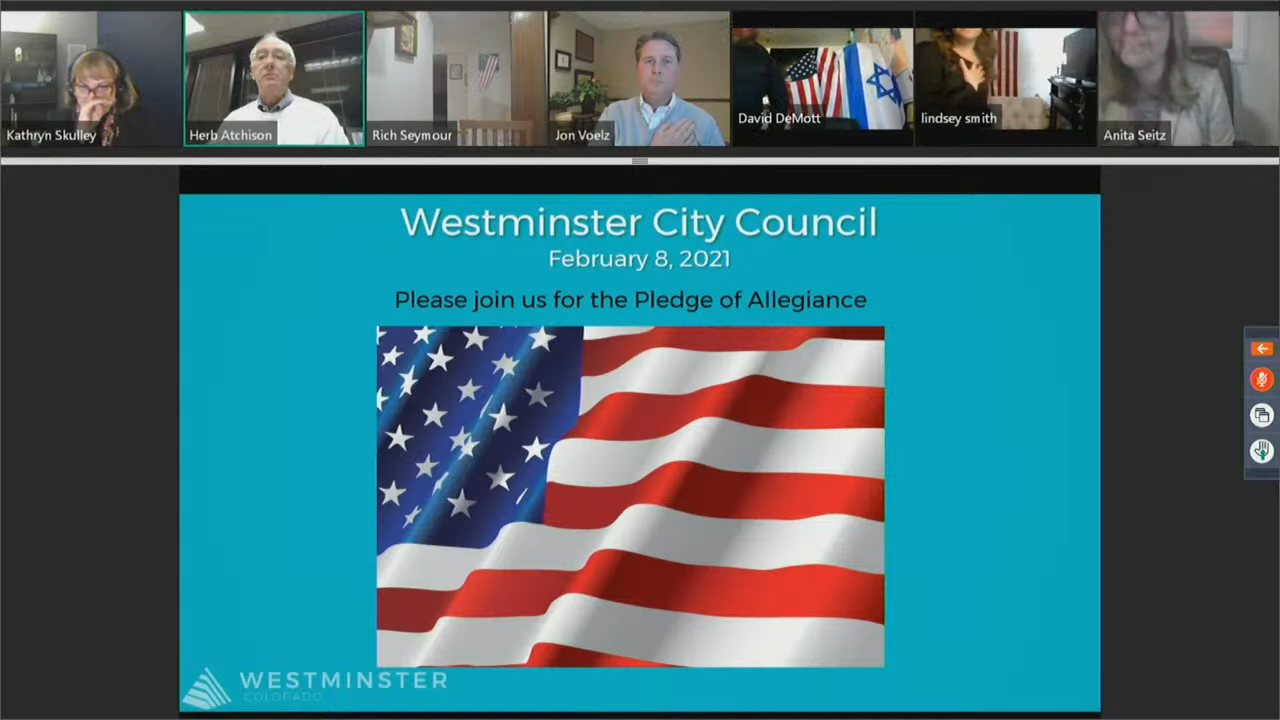 Kathryn Skulley
Herb Atchison
Rich Seymour
Jon Voelz
David DeMott
lindsey smith
Anita Seitz
Westminster City Council
February 8, 2021
Please join us for the Pledge of Allegiance
WESTMINSTER
COLORADO